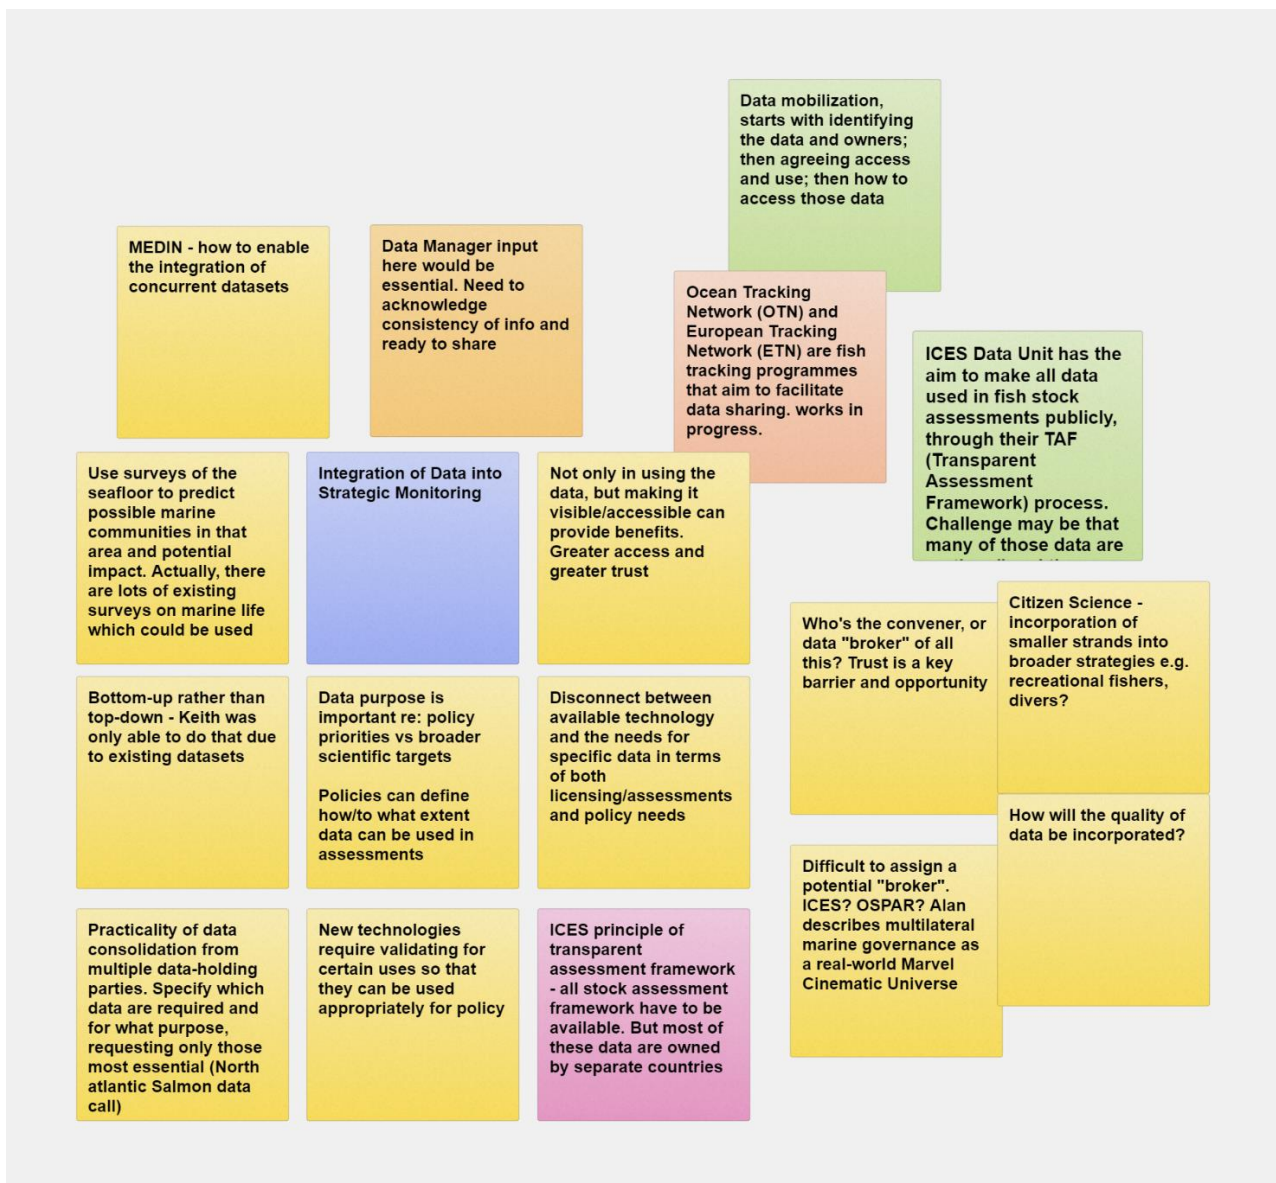 Data mobilization,
starts with identifying
the data and owners;
then agreeing access
and use; then how to
access those data
MEDIN - how to enable
the integration of
concurrent datasets
Data Manager input
here would be
essential. Need to
acknowledge
consistency of info and
ready to share
Ocean Tracking
Network (OTN) and
European Tracking
Network (ETN) are fish
tracking programmes
that aim to facilitate
data sharing. works in
progress.
ICES Data Unit has the
aim to make all data
used in fish stock
assessments publicly,
through their TAF
(Transparent
Assessment
Framework) process.
Challenge may be that
many of those data are
Use surveys of the
seafloor to predict
possible marine
communities in that
area and potential
impact. Actually, there
are lots of existing
surveys on marine life
which could be used
Integration of Data into
Strategic Monitoring
Not only in using the
data, but making it
visible/accessible can
provide benefits.
Greater access and
greater trust
Who's the convener, or
data "broker" of all
this? Trust is a key
barrier and opportunity
Citizen Science -
incorporation of
smaller strands into
broader strategies e.g.
recreational fishers,
divers?
Bottom-up rather than
top-down - Keith was
only able to do that due
to existing datasets
Data purpose is
important re: policy
priorities vs broader
scientific targets
Policies can define
how/to what extent
data can be used in
assessments
Disconnect between
available technology
and the needs for
specific data in terms
of both
licensing/assessments
and policy needs
How will the quality of
data be incorporated?
Difficult to assign a
potential "broker".
ICES? OSPAR? Alan
describes multilateral
marine governance as
a real-world Marvel
Cinematic Universe
Practicality of data
consolidation from
multiple data-holding
parties. Specify which
data are required and
for what purpose,
requesting only those
most essential (North
atlantic Salmon data
call)
New technologies
require validating for
certain uses so that
they can be used
appropriately for policy
ICES principle of
transparent
assessment framework
- all stock assessment
framework have to be
available. But most of
these data are owned
by separate countries